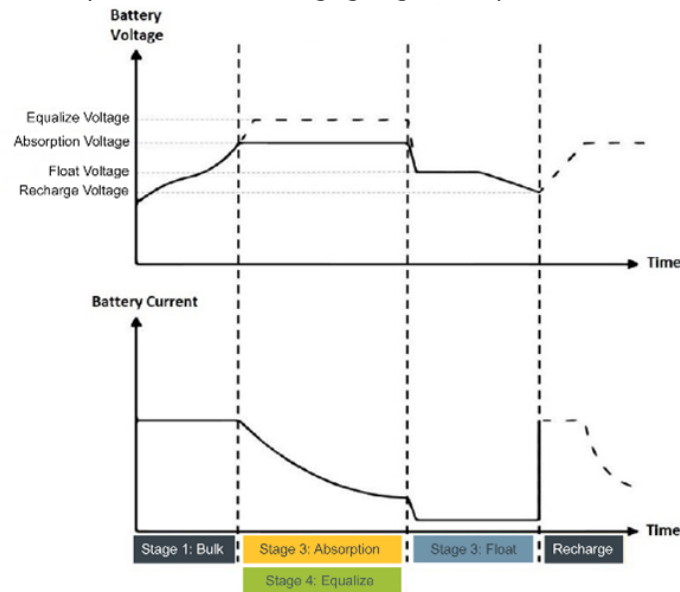 Battery
Voltage
Equalize Voltage
Absorption Voltage
Float Voltage
Recharge Voltage
Time
Battery Current
Time
Stage 1: Bulk
Stage 3: Absorption
Stage 3: Float
Recharge
Stage 4: Equalize